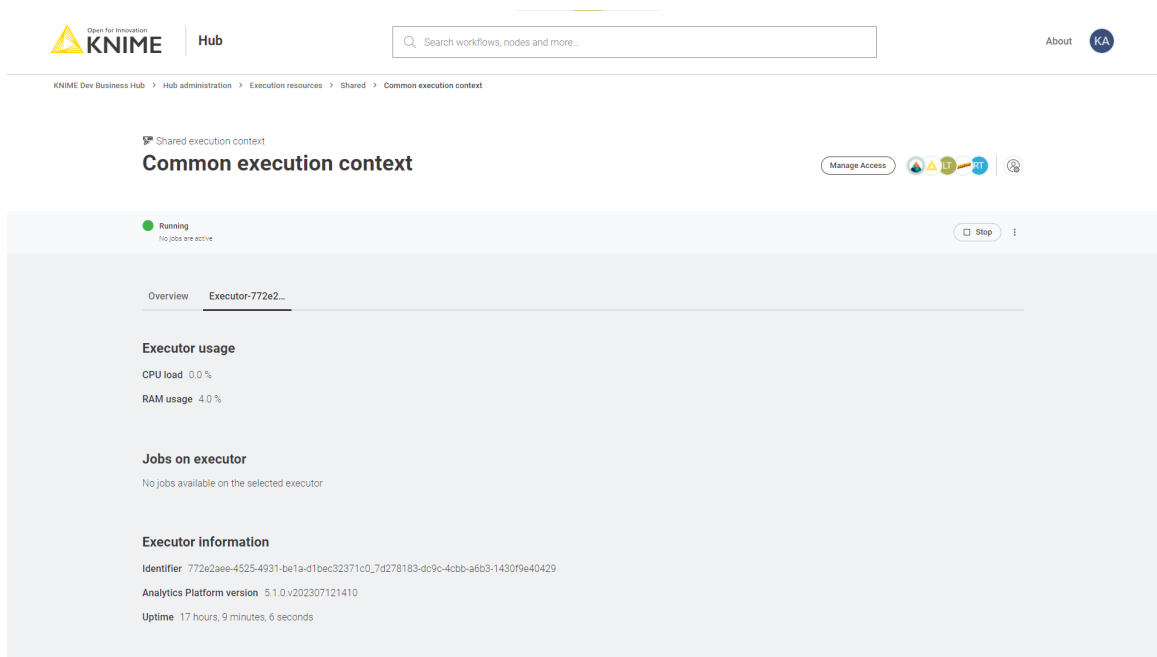 Open for Innovation
KNIME
Hub
Search workflows, nodes and more...
About
KA
KNIME Dev Business Hub > Hub administration > Execution resources > Shared > Common execution context
Shared execution context
Common execution context
Manage Access
LT
RT
Running
No jobs are active
Stop
Overview
Executor-772e2...
Executor usage
CPU load 0.0 %
RAM usage 4.0 %
Jobs on executor
No jobs available on the selected executor
Executor information
Identifier 772e2aee-4525-4931-be1a-d1bec32371c0_7d278183-dc9c-4cbb-a6b3-1430f9e40429
Analytics Platform version 5.1.0.v202307121410
Uptime 17 hours, 9 minutes, 6 seconds